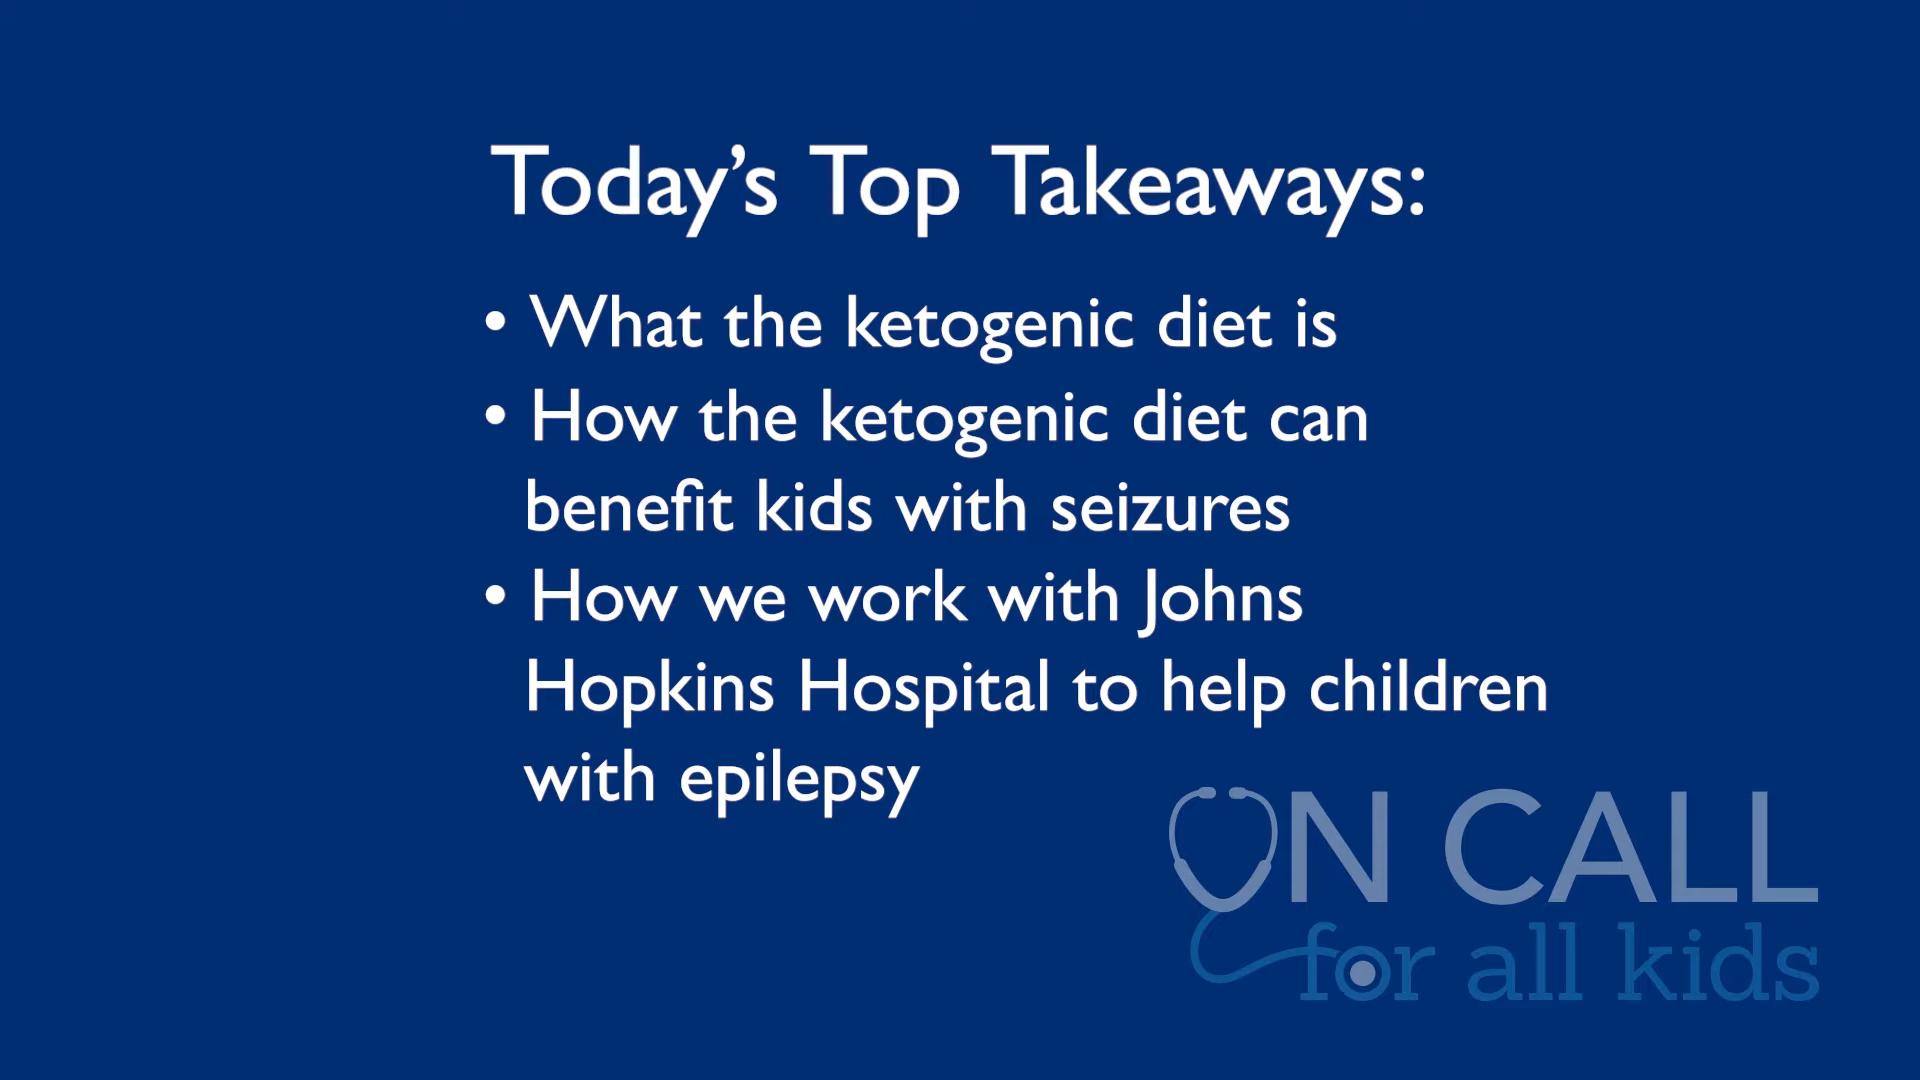 Today’s Top Takeaways:
• What the ketogenic diet is
• How the ketogenic diet can
benefit kids with seizures
• How we work with Johns
Hopkins Hospital to help children
with epilepsy
ON CALL
for all kids